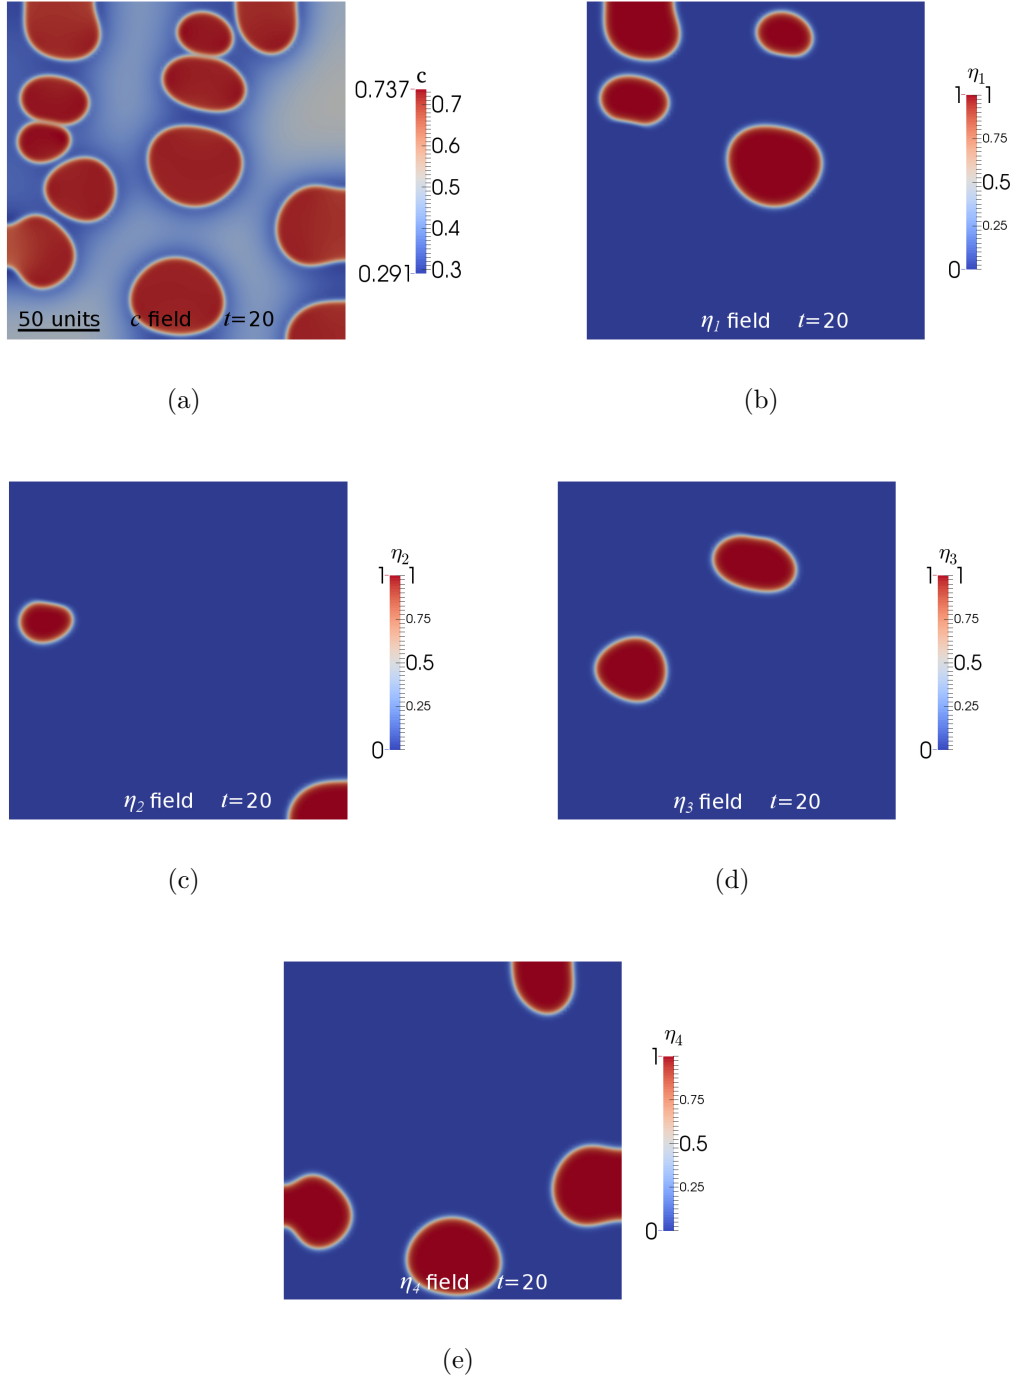 c
0.737
0.7
0.6
0.5
0.4
0.3
0.291
50 units c field t=20
(a)
η1
1 1
0.75
0.5
0.25
0
η1 field t=20
(b)
η2
1 1
0.75
0.5
0.25
0
η2 field t=20
(c)
η3
1 1
0.75
0.5
0.25
0
η3 field t=20
(d)
η4
1
0.75
0.5
0.25
0
η4 field t=20
(e)